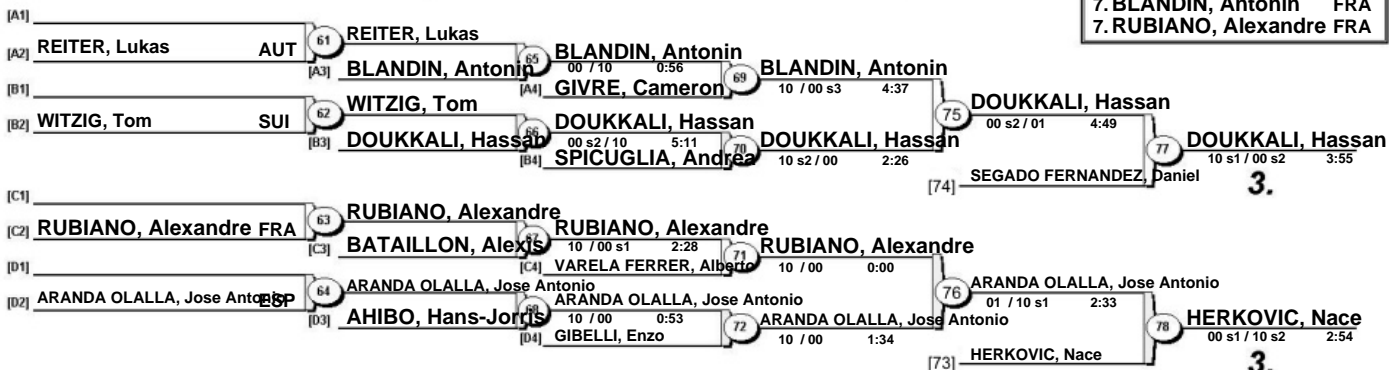 7. BLANDIN, Antonin FRA
7. RUBIANO, Alexandre FRA
[A1]
[A2] REITER, Lukas AUT 61 REITER, Lukas
[A3] BLANDIN, Antonin 65 BLANDIN, Antonin
00 / 10 0:56
[A4] GIVRE, Cameron 69 BLANDIN, Antonin
10 / 00 s3 4:37
[B1]
[B2] WITZIG, Tom SUI 62 WITZIG, Tom
[B3] DOUKKALI, Hassan 66 DOUKKALI, Hassan
00 s2 / 10 5:11
[B4] SPICUGLIA, Andrea 70 DOUKKALI, Hassan
10 s2 / 00 2:26
75 DOUKKALI, Hassan
00 s2 / 01 4:49
[74] SEGADO FERNANDEZ, Daniel
77 DOUKKALI, Hassan
10 s1 / 00 s2 3:55
3.
[C1]
[C2] RUBIANO, Alexandre FRA 63 RUBIANO, Alexandre
[C3] BATAILLON, Alexis 67 RUBIANO, Alexandre
10 / 00 s1 2:28
[C4] VARELA FERRER, Alberto 71 RUBIANO, Alexandre
10 / 00 0:00
[D1]
[D2] ARANDA OLALLA, Jose Antonio ESP 64 ARANDA OLALLA, Jose Antonio
[D3] AHIBO, Hans-Jorris 68 ARANDA OLALLA, Jose Antonio
10 / 00 0:53
[D4] GIBELLI, Enzo 72 ARANDA OLALLA, Jose Antonio
10 / 00 1:34
76 ARANDA OLALLA, Jose Antonio
01 / 10 s1 2:33
[73] HERKOVIC, Nace
78 HERKOVIC, Nace
00 s1 / 10 s2 2:54
3.